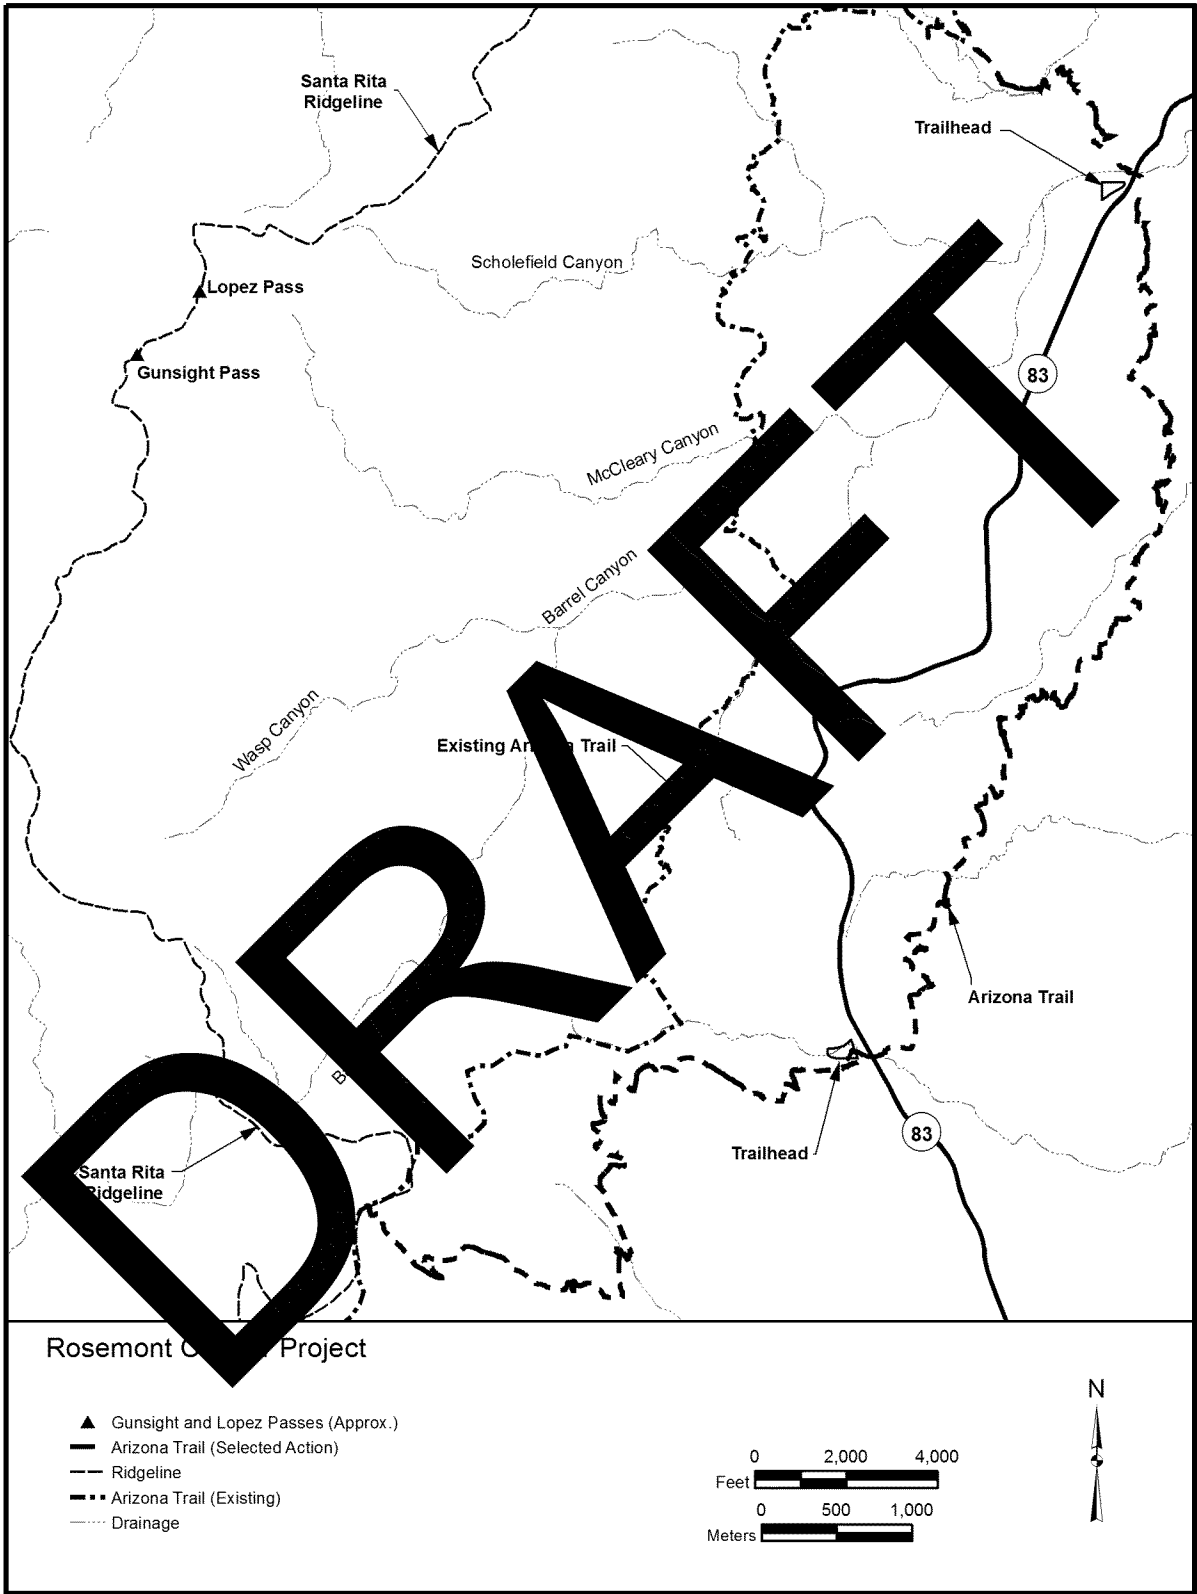 Santa Rita
Ridgeline
Trailhead
Scholefield Canyon
Lopez Pass
Gunsight Pass
83
McCleary Canyon
Barrel Canyon
Wasp Canyon
Existing Trail
Arizona Trail
Trailhead
83
Santa Rita
Ridgeline
DRAFT
Rosemont Project
N
Gunsight and Lopez Passes (Approx.)
Arizona Trail (Selected Action)
Ridgeline
Arizona Trail (Existing)
Drainage
0 2,000 4,000
Feet
0 500 1,000
Meters